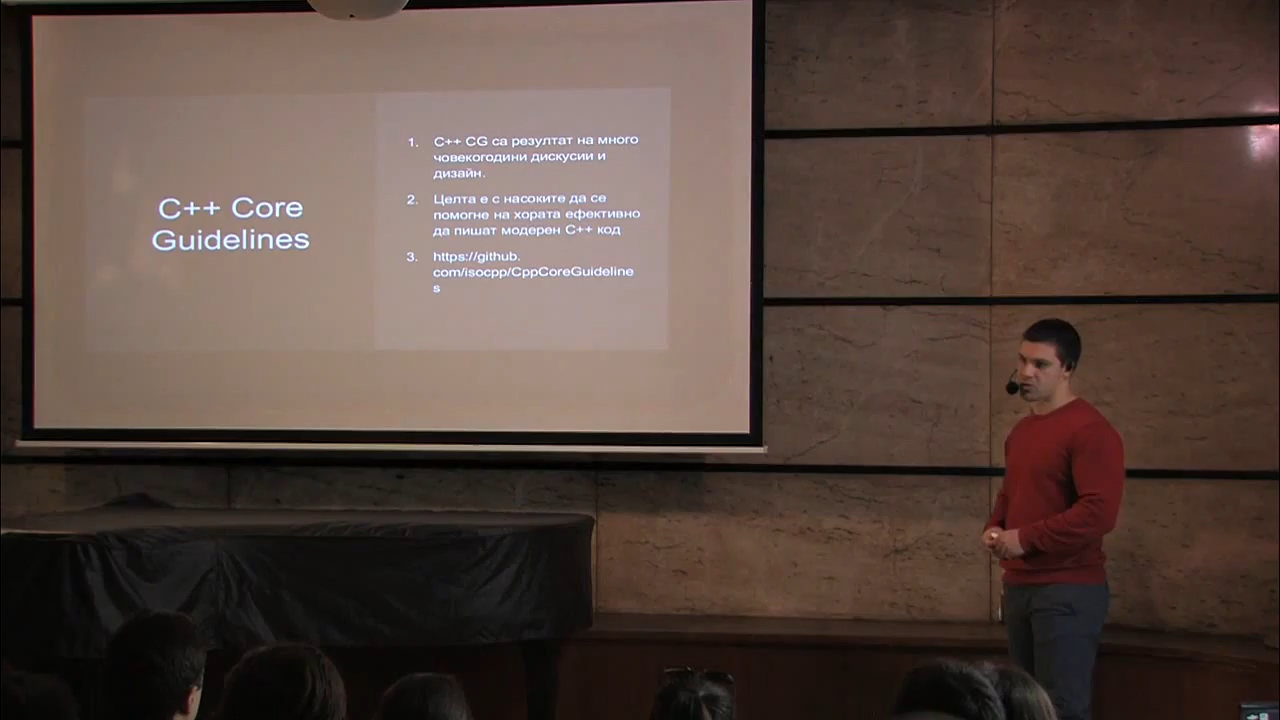 C++ Core
Guidelines
1. C++ CG са резултат на много
човекогодини дискусии и
дизайн.
2. Целта е с насоките да се
помогне на хората ефективно
да пишат модерен C++ код
3. https://github.
com/isocpp/CppCoreGuideline
s